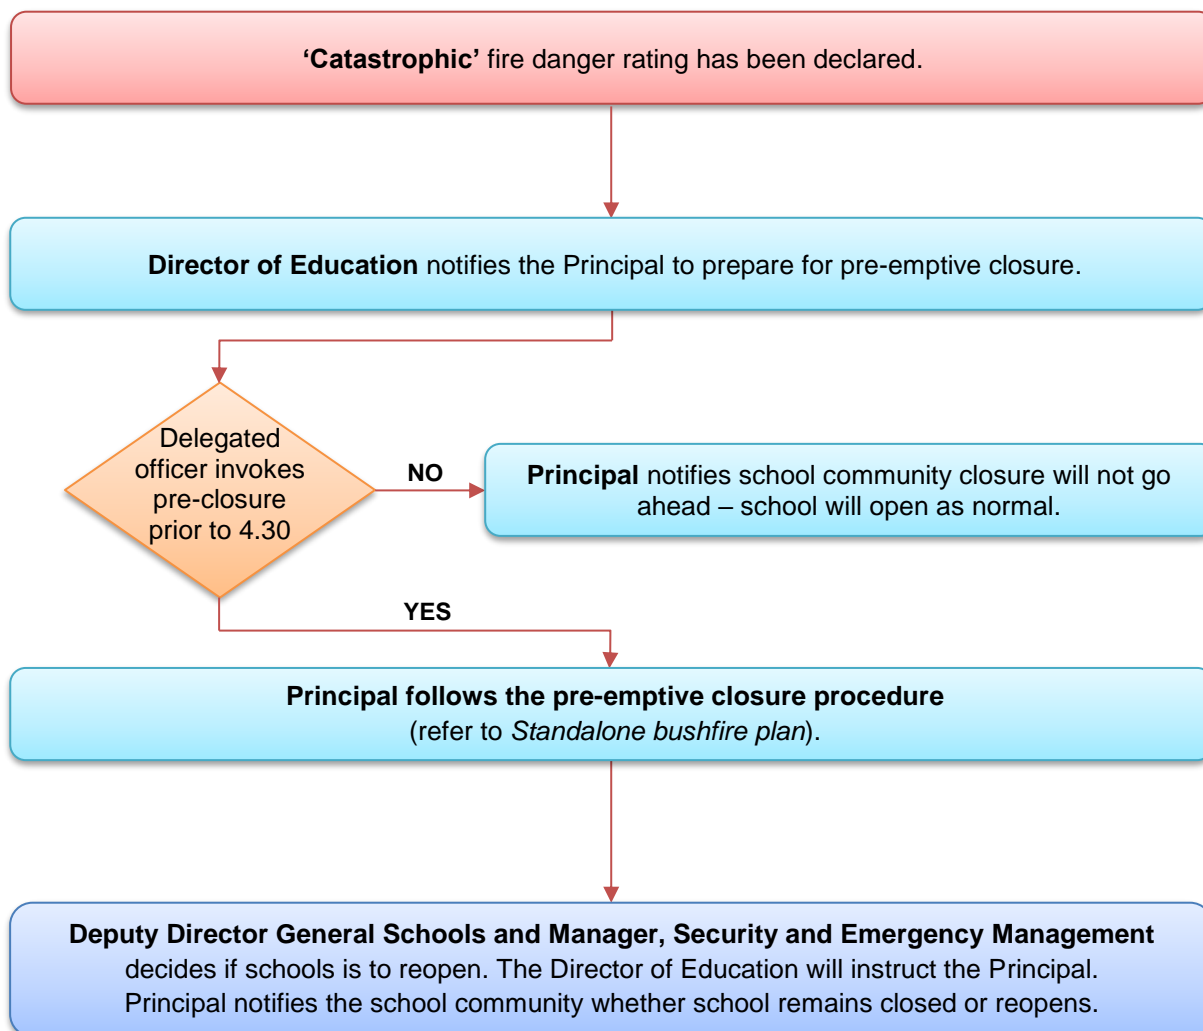 ‘Catastrophic’ fire danger rating has been declared.
Director of Education notifies the Principal to prepare for pre-emptive closure.
Delegated
officer invokes
pre-closure
prior to 4.30
NO
Principal notifies school community closure will not go
ahead – school will open as normal.
YES
Principal follows the pre-emptive closure procedure
(refer to Standalone bushfire plan).
Deputy Director General Schools and Manager, Security and Emergency Management
decides if schools is to reopen. The Director of Education will instruct the Principal.
Principal notifies the school community whether school remains closed or reopens.